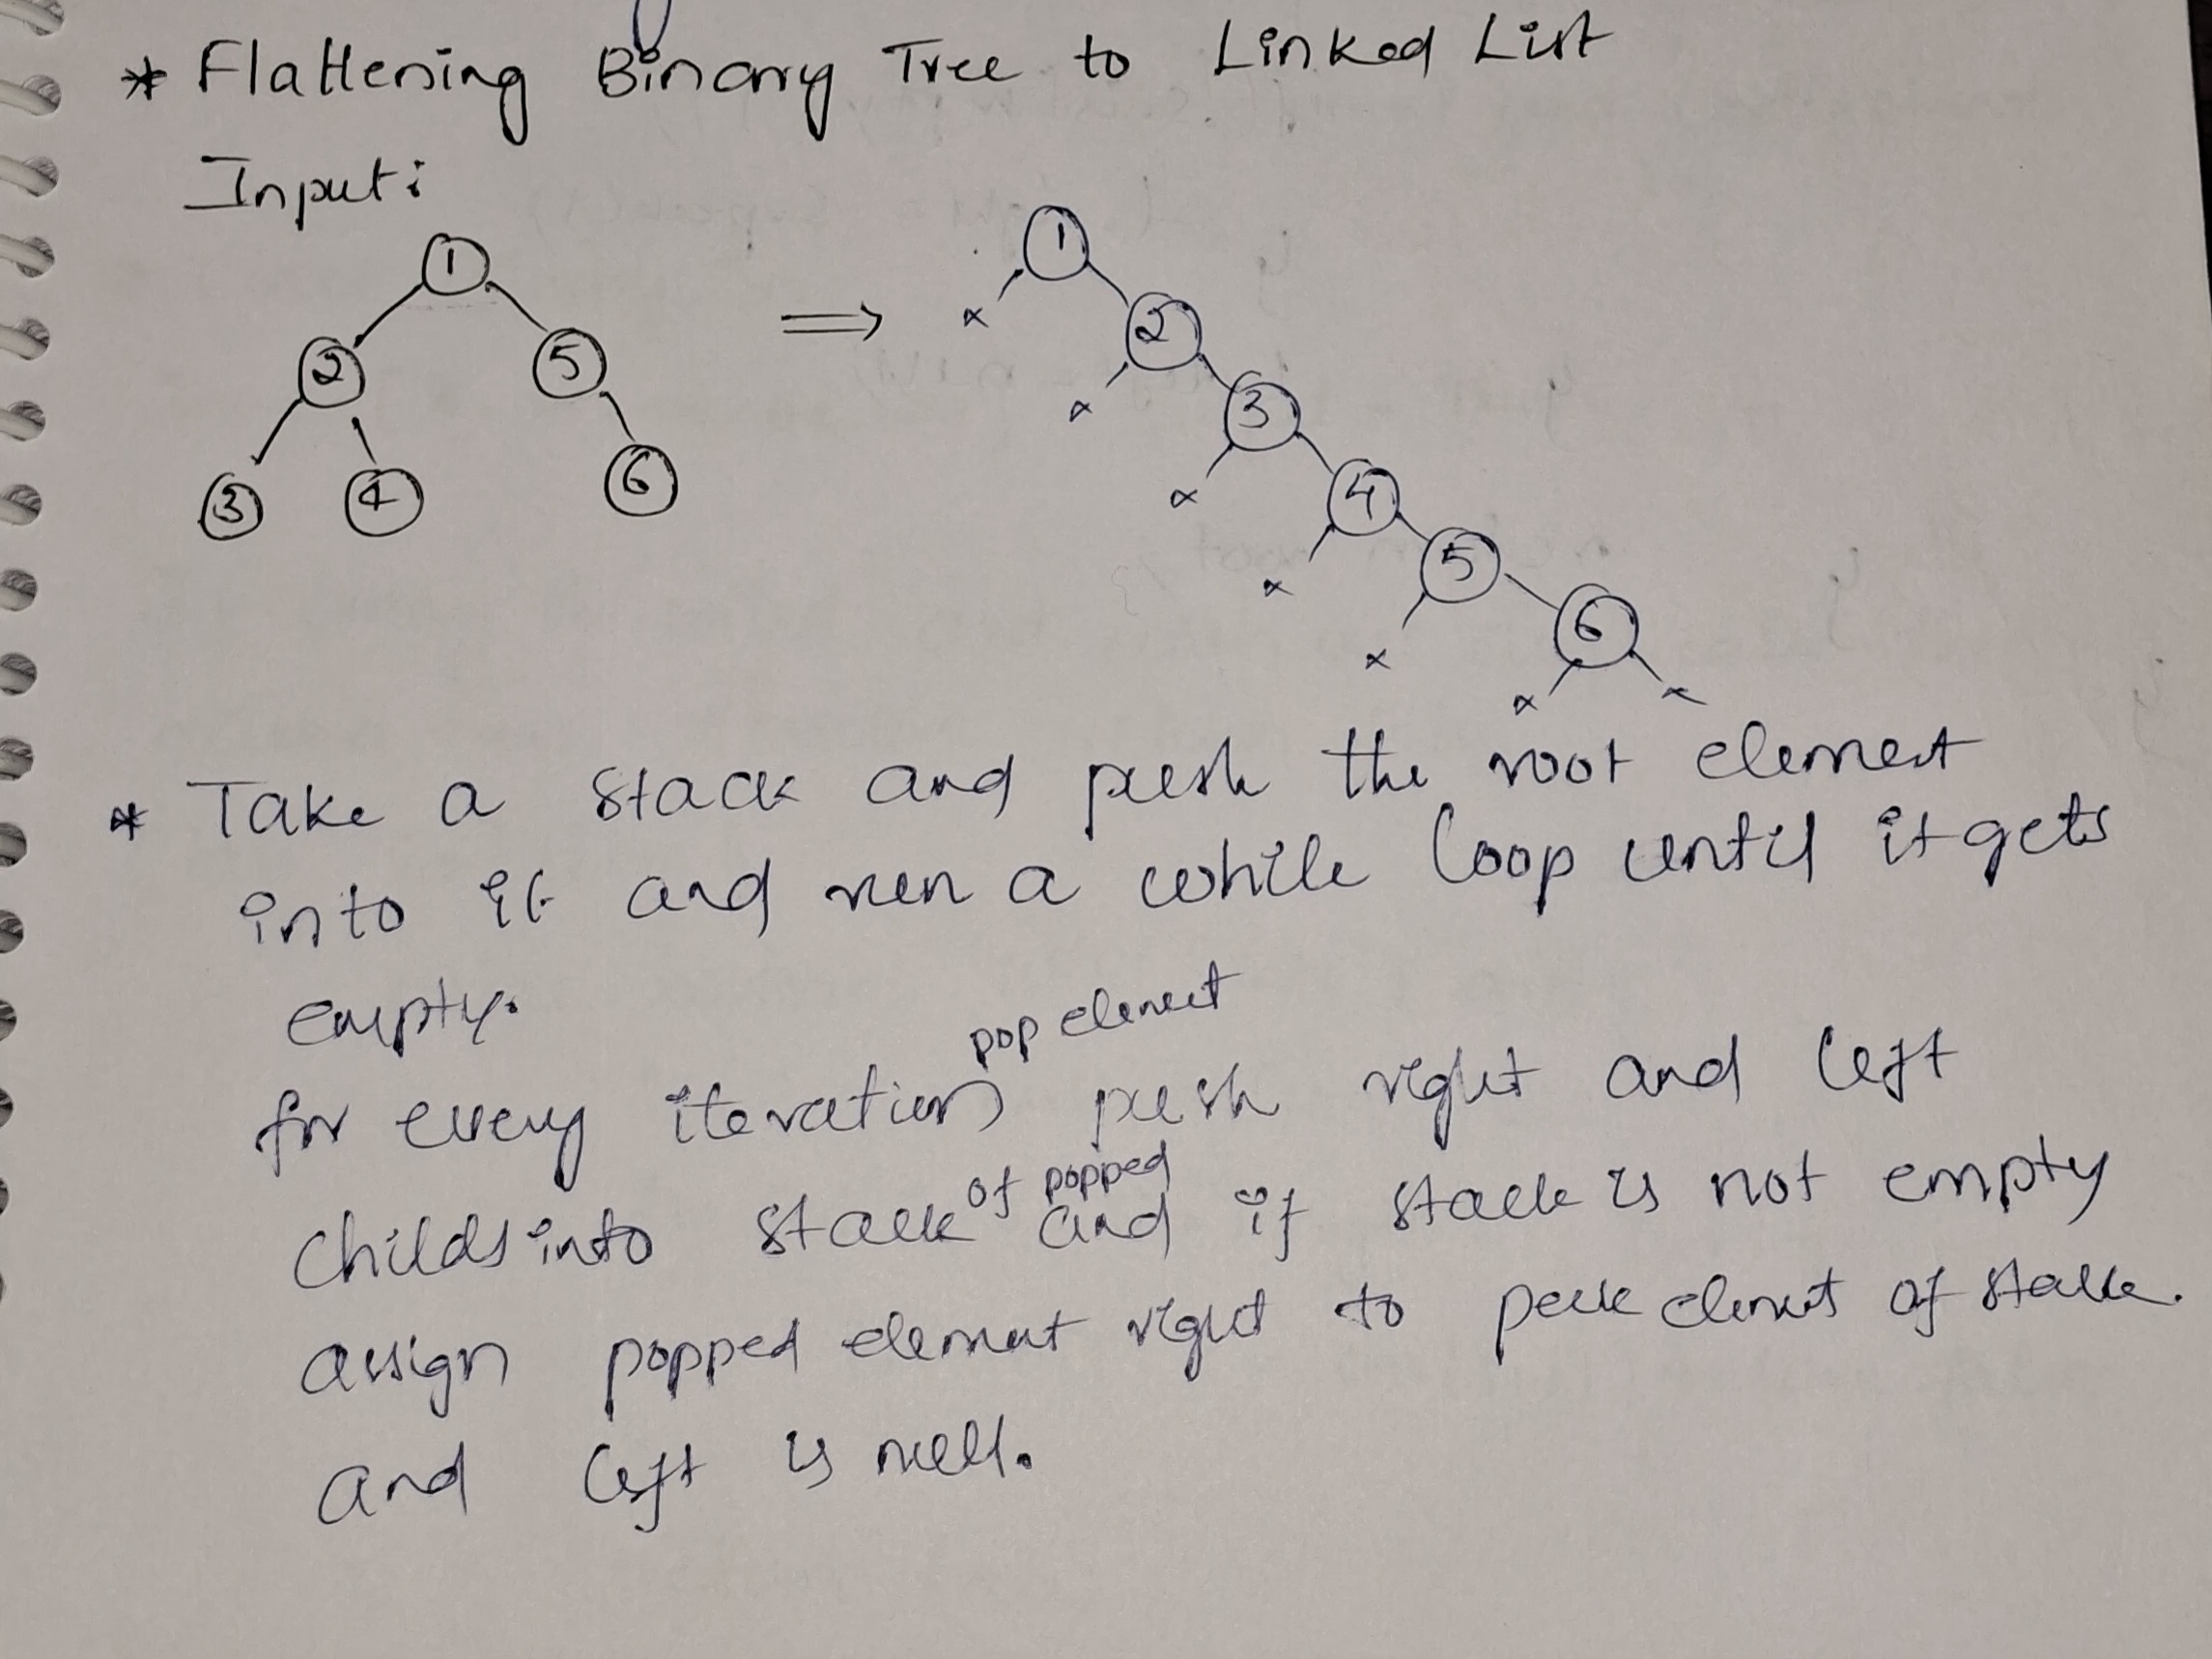 * Flattening Binary Tree to Linked List
Input:
1
2 5
3 4 6
⇒
1
x 2
x 3
x 4
x 5
x 6
x x
* Take a stack and push the root element
into it and run a while loop until it gets
empty.
pop element
for every iteration push right and left
of popped
childs into stack and if stack is not empty
assign popped element right to peek element of stack.
and left is null.